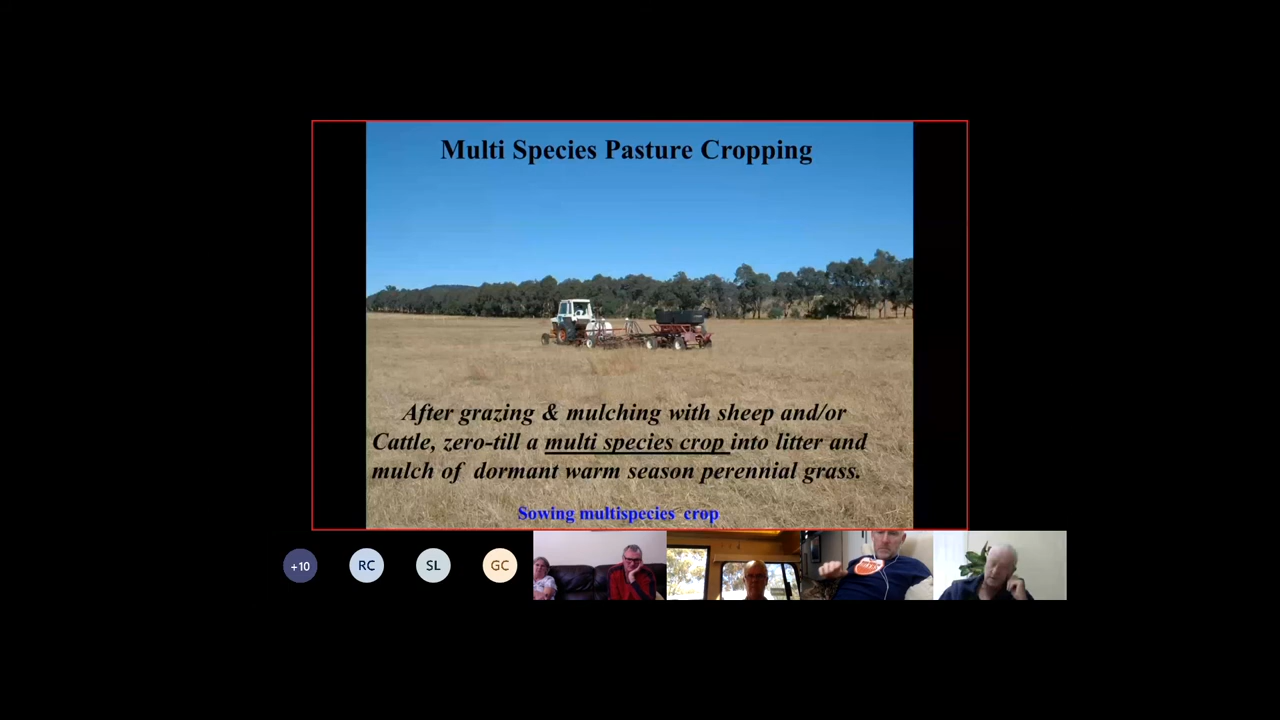 Multi Species Pasture Cropping
After grazing & mulching with sheep and/or
Cattle, zero-till a multi species crop into litter and
mulch of dormant warm season perennial grass.
Sowing multispecies crop
+10 RC SL GC